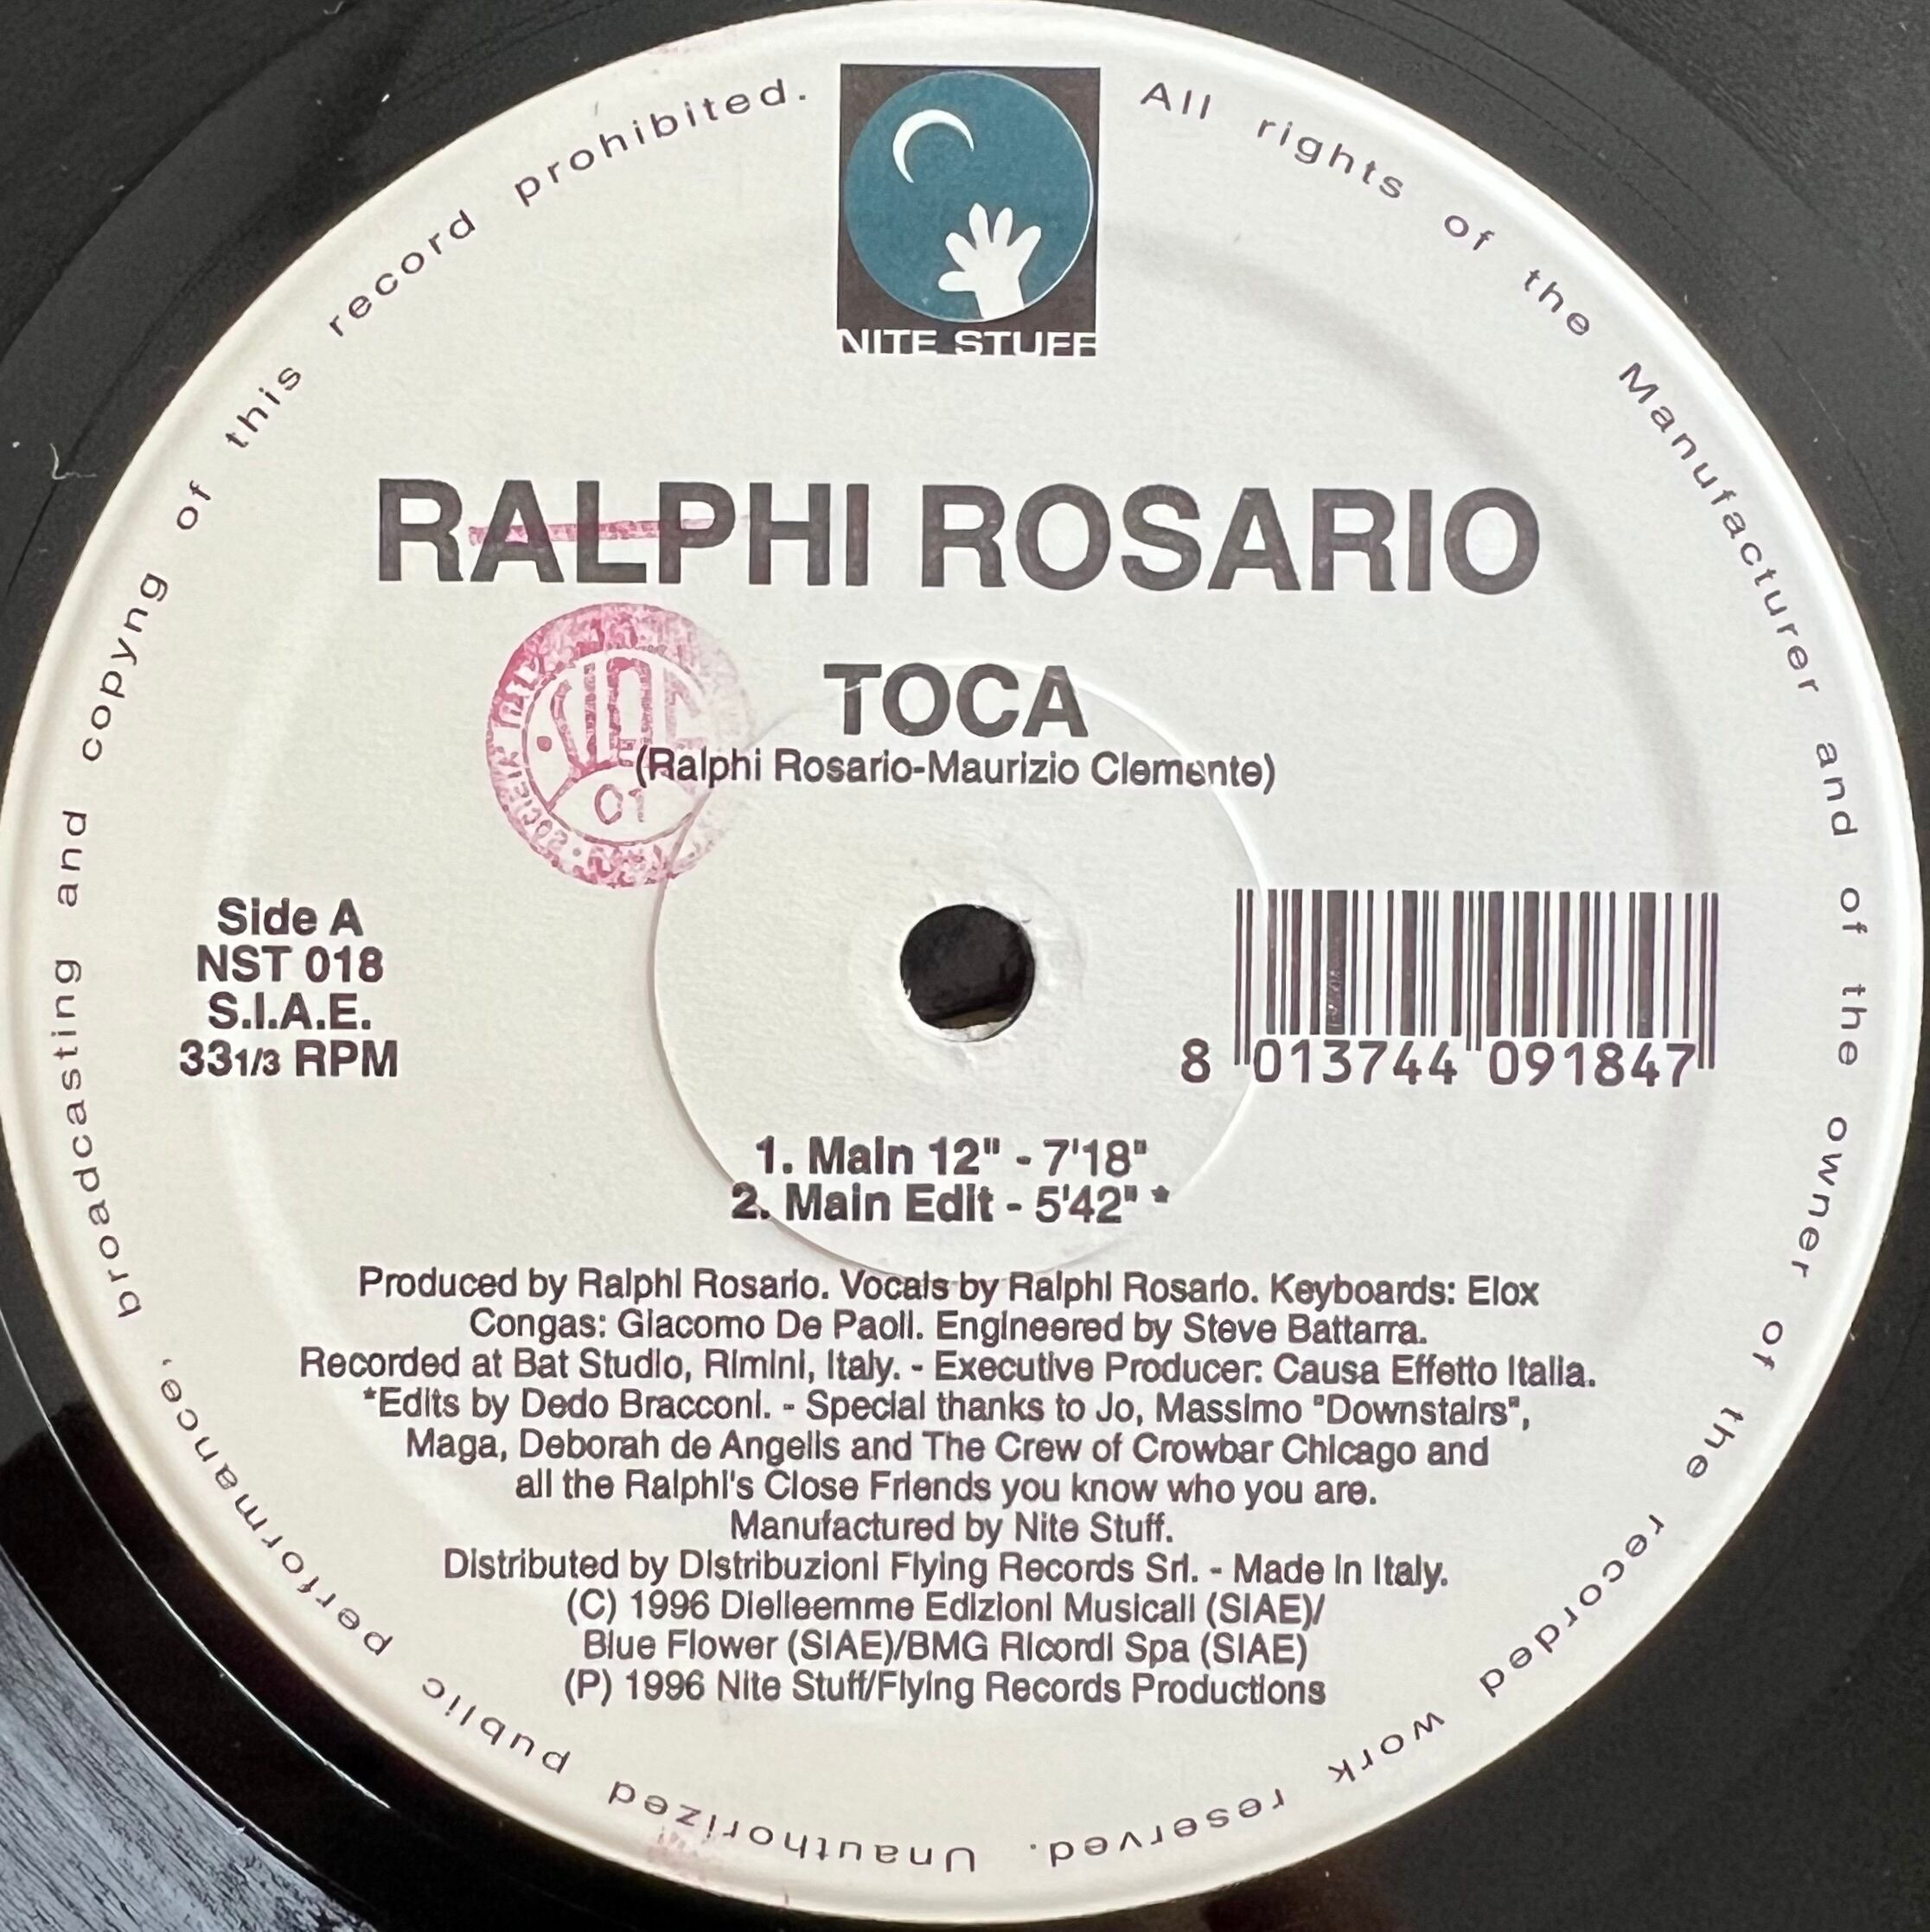 All rights of the Manufacturer and of the owner of the recorded work reserved. Unauthorized public performance, broadcasting and copyng of this record prohibited.
NITE STUFF
RALPHI ROSARIO
TOCA
(Ralphi Rosario-Maurizio Clemente)
SIAE
01
Side A
NST 018
S.I.A.E.
331/3 RPM
8 013744 091847
1. Main 12" - 7'18"
2. Main Edit - 5'42" *
Produced by Ralphi Rosario. Vocals by Ralphi Rosario. Keyboards: Elox
Congas: Giacomo De Paoli. Engineered by Steve Battarra.
Recorded at Bat Studio, Rimini, Italy. - Executive Producer: Causa Effetto Italia.
*Edits by Dedo Bracconi. - Special thanks to Jo, Massimo "Downstairs",
Maga, Deborah de Angelis and The Crew of Crowbar Chicago and
all the Ralphi's Close Friends you know who you are.
Manufactured by Nite Stuff.
Distributed by Distribuzioni Flying Records Srl. - Made in Italy.
(C) 1996 Dielleemme Edizioni Musicali (SIAE)/
Blue Flower (SIAE)/BMG Ricordi Spa (SIAE)
(P) 1996 Nite Stuff/Flying Records Productions